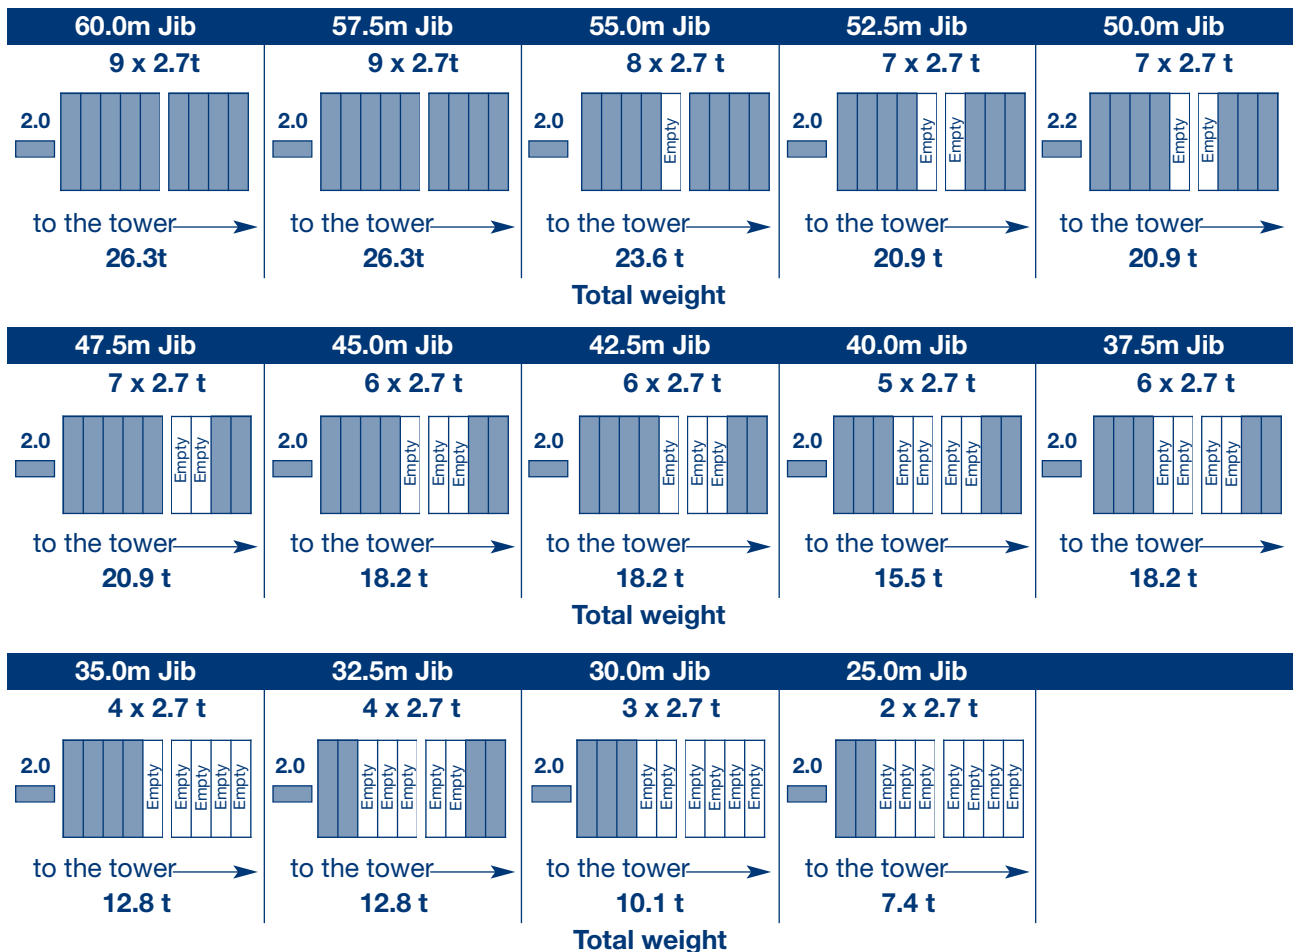 60.0m Jib 57.5m Jib 55.0m Jib 52.5m Jib 50.0m Jib
9 x 2.7t 9 x 2.7t 8 x 2.7 t 7 x 2.7 t 7 x 2.7 t
2.0 2.0 2.0 Empty 2.0 Empty Empty 2.2 Empty Empty
to the tower to the tower to the tower to the tower to the tower
26.3t 26.3t 23.6 t 20.9 t 20.9 t
Total weight
47.5m Jib 45.0m Jib 42.5m Jib 40.0m Jib 37.5m Jib
7 x 2.7 t 6 x 2.7 t 6 x 2.7 t 5 x 2.7 t 6 x 2.7 t
2.0 Empty Empty 2.0 Empty Empty Empty 2.0 Empty Empty Empty 2.0 Empty Empty Empty Empty 2.0 Empty Empty Empty Empty
to the tower to the tower to the tower to the tower to the tower
20.9 t 18.2 t 18.2 t 15.5 t 18.2 t
Total weight
35.0m Jib 32.5m Jib 30.0m Jib 25.0m Jib
4 x 2.7 t 4 x 2.7 t 3 x 2.7 t 2 x 2.7 t
2.0 Empty Empty Empty Empty Empty 2.0 Empty Empty Empty Empty Empty 2.0 Empty Empty Empty Empty Empty Empty 2.0 Empty Empty Empty Empty Empty Empty Empty
to the tower to the tower to the tower to the tower
12.8 t 12.8 t 10.1 t 7.4 t
Total weight